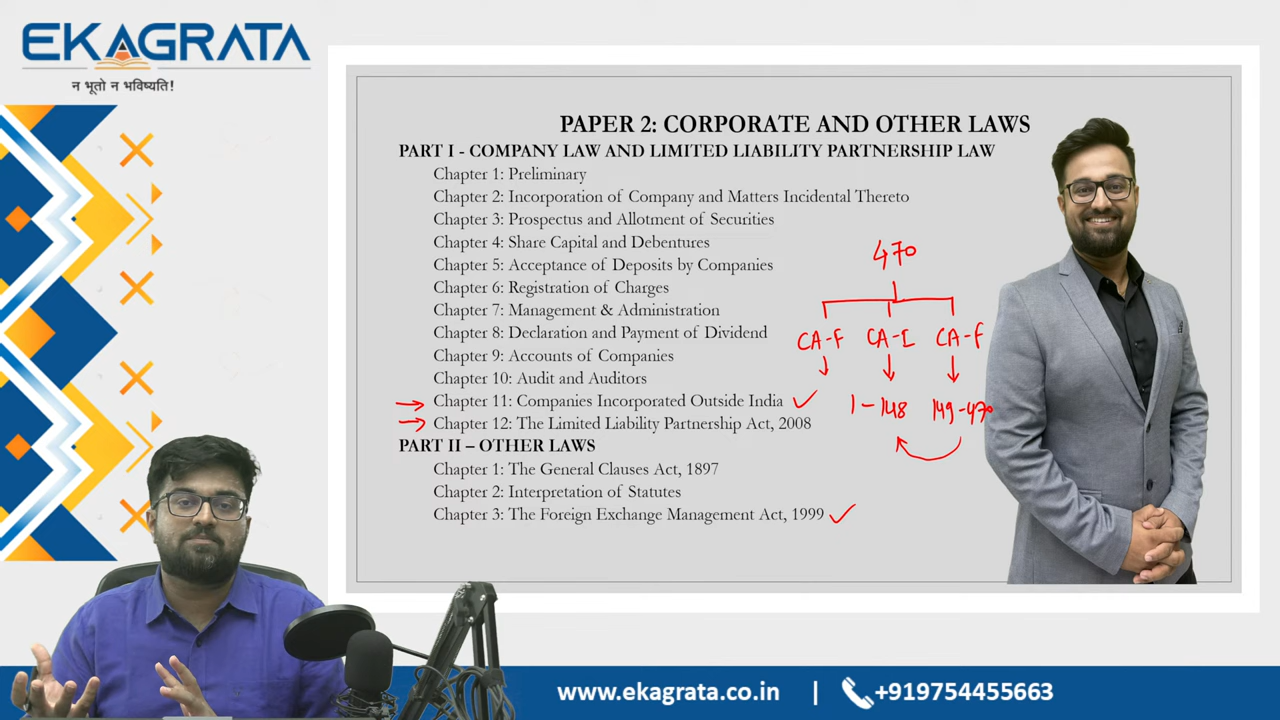 EKAGRATA
न भूतो न भविष्यति!
PAPER 2: CORPORATE AND OTHER LAWS
PART I - COMPANY LAW AND LIMITED LIABILITY PARTNERSHIP LAW
Chapter 1: Preliminary
Chapter 2: Incorporation of Company and Matters Incidental Thereto
Chapter 3: Prospectus and Allotment of Securities
Chapter 4: Share Capital and Debentures
Chapter 5: Acceptance of Deposits by Companies
Chapter 6: Registration of Charges
Chapter 7: Management & Administration
Chapter 8: Declaration and Payment of Dividend
Chapter 9: Accounts of Companies
Chapter 10: Audit and Auditors
Chapter 11: Companies Incorporated Outside India
Chapter 12: The Limited Liability Partnership Act, 2008
PART II – OTHER LAWS
Chapter 1: The General Clauses Act, 1897
Chapter 2: Interpretation of Statutes
Chapter 3: The Foreign Exchange Management Act, 1999
470
CA-F CA-I CA-F
1-148 149-470
www.ekagrata.co.in | +919754455663